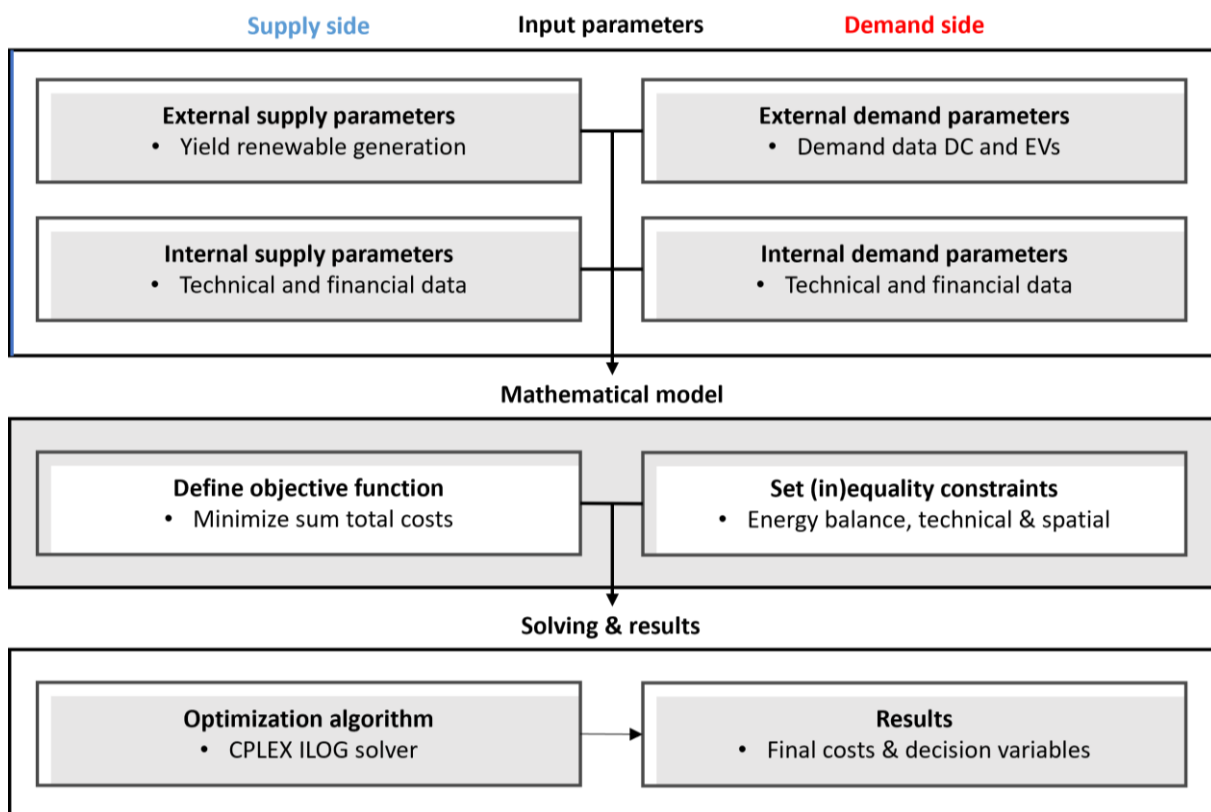 Supply side
Input parameters
Demand side
External supply parameters
• Yield renewable generation
External demand parameters
• Demand data DC and EVs
Internal supply parameters
• Technical and financial data
Internal demand parameters
• Technical and financial data
Mathematical model
Define objective function
• Minimize sum total costs
Set (in)equality constraints
• Energy balance, technical & spatial
Solving & results
Optimization algorithm
• CPLEX ILOG solver
Results
• Final costs & decision variables